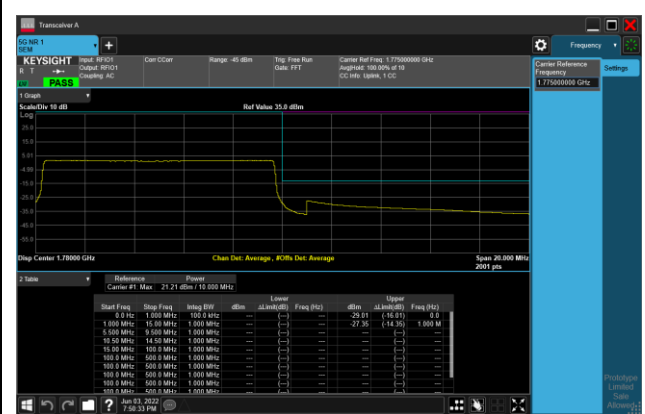 Transceiver A
5G NR 1
SEM
Frequency
KEYSIGHT
R T
PASS
Input: RFIO1
Output: RFIO1
Coupling: AC
Corr CCorr
Range: -45 dBm
Trig: Free Run
Gate: FFT
Carrier Ref Freq: 1.775000000 GHz
Avg|Hold: 100.00% of 10
CC Info: Uplink, 1 CC
Carrier Reference
Frequency
1.775000000 GHz
Settings
1 Graph
Scale/Div 10 dB
Ref Value 35.0 dBm
Log
25.0
15.0
5.01
-4.99
-15.0
-25.0
-35.0
-45.0
-55.0
Disp Center 1.78000 GHz
Chan Det: Average , #Offs Det: Average
Span 20.000 MHz
2001 pts
2 Table
Reference Power
Carrier #1 Max 21.21 dBm / 10.000 MHz
Lower Upper
Start Freq Stop Freq Integ BW dBm ΔLimit(dB) Freq (Hz) dBm ΔLimit(dB) Freq (Hz)
0.0 Hz 1.000 MHz 100.0 kHz --- (---) --- -29.01 (-16.01) 0.0
1.000 MHz 15.00 MHz 1.000 MHz --- (---) --- -27.35 (-14.35) 1.000 M
5.500 MHz 9.500 MHz 1.000 MHz --- (---) --- --- (---) ---
10.50 MHz 14.50 MHz 1.000 MHz --- (---) --- --- (---) ---
15.00 MHz 100.0 MHz 1.000 MHz --- (---) --- --- (---) ---
100.0 MHz 500.0 MHz 1.000 MHz --- (---) --- --- (---) ---
100.0 MHz 500.0 MHz 1.000 MHz --- (---) --- --- (---) ---
100.0 MHz 500.0 MHz 1.000 MHz --- (---) --- --- (---) ---
100.0 MHz 500.0 MHz 1.000 MHz --- (---) --- --- (---) ---
100.0 MHz 500.0 MHz 1.000 MHz --- (---) --- --- (---) ---
Prototype
Limited
Sale
Allowed
?
Jun 03, 2022
7:50:33 PM